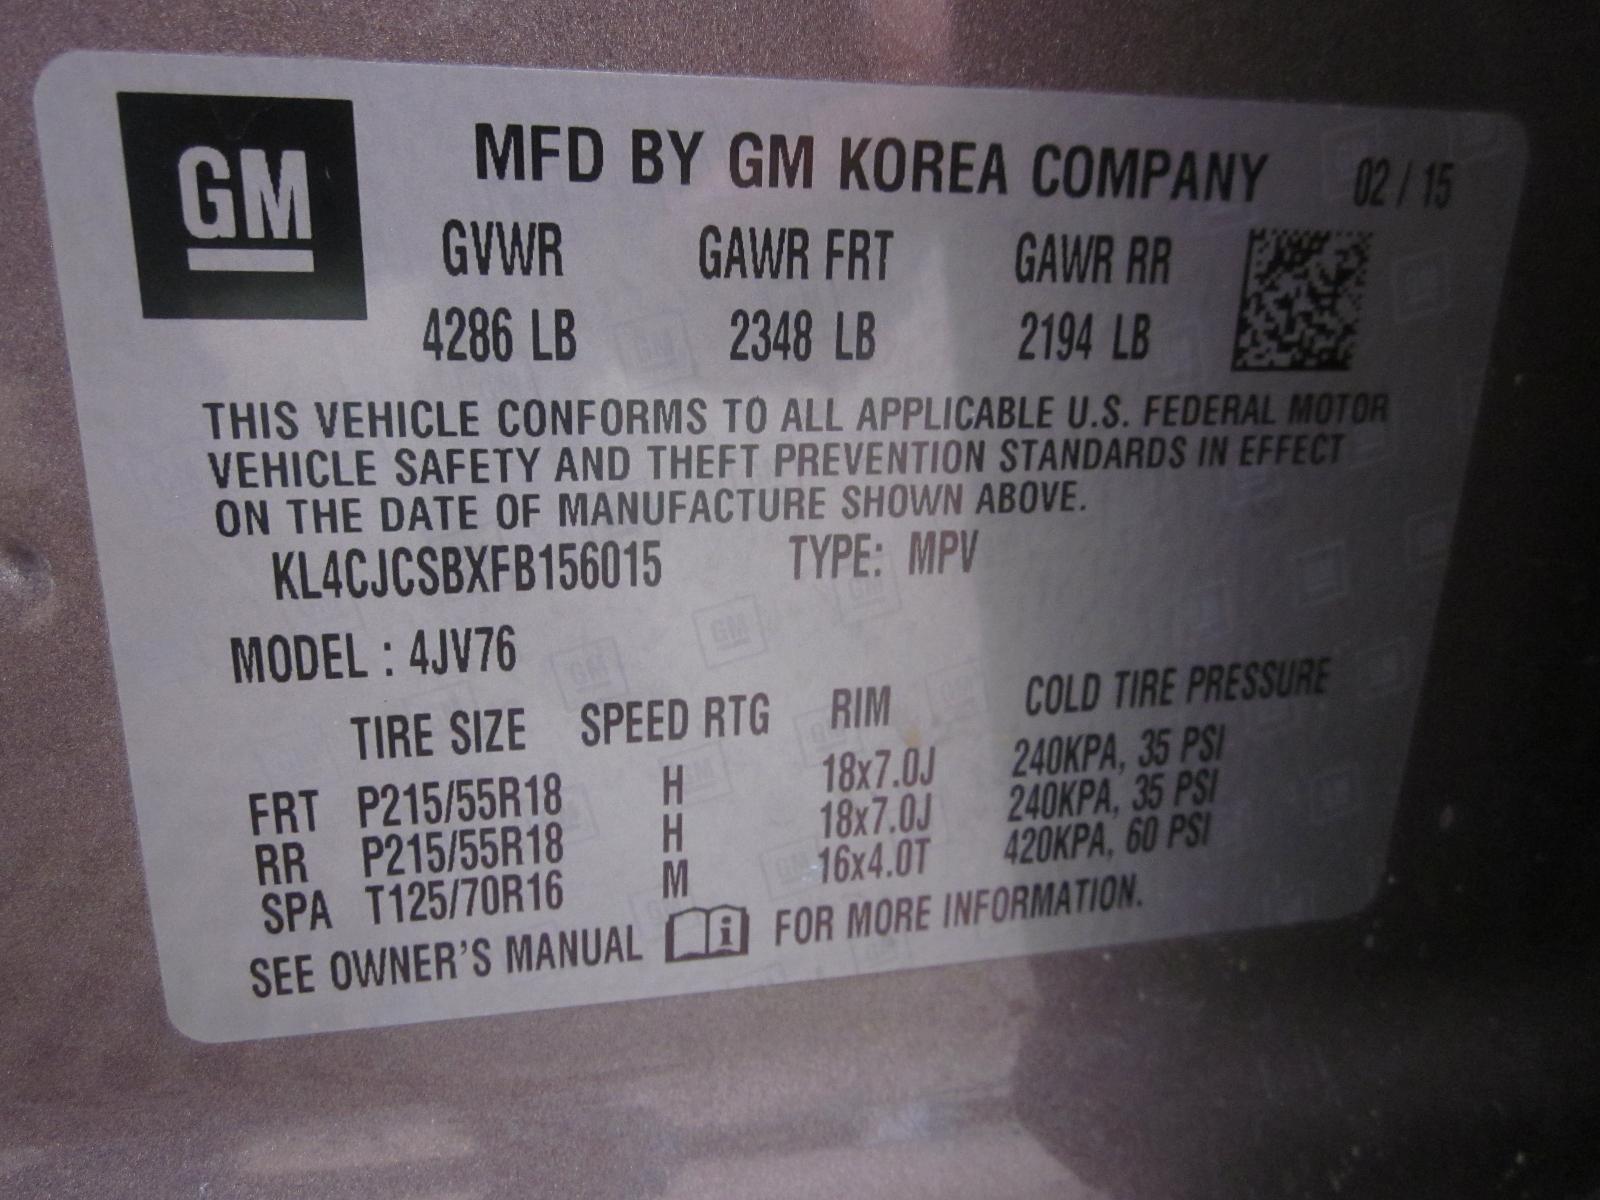 GM
MFD BY GM KOREA COMPANY 02/15
GVWR GAWR FRT GAWR RR
4286 LB 2348 LB 2194 LB
THIS VEHICLE CONFORMS TO ALL APPLICABLE U.S. FEDERAL MOTOR
VEHICLE SAFETY AND THEFT PREVENTION STANDARDS IN EFFECT
ON THE DATE OF MANUFACTURE SHOWN ABOVE.
KL4CJCSBXFB156015 TYPE: MPV
MODEL : 4JV76
TIRE SIZE SPEED RTG RIM COLD TIRE PRESSURE
FRT P215/55R18 H 18x7.0J 240KPA, 35 PSI
RR P215/55R18 H 18x7.0J 240KPA, 35 PSI
SPA T125/70R16 M 16x4.0T 420KPA, 60 PSI
SEE OWNER'S MANUAL i FOR MORE INFORMATION.